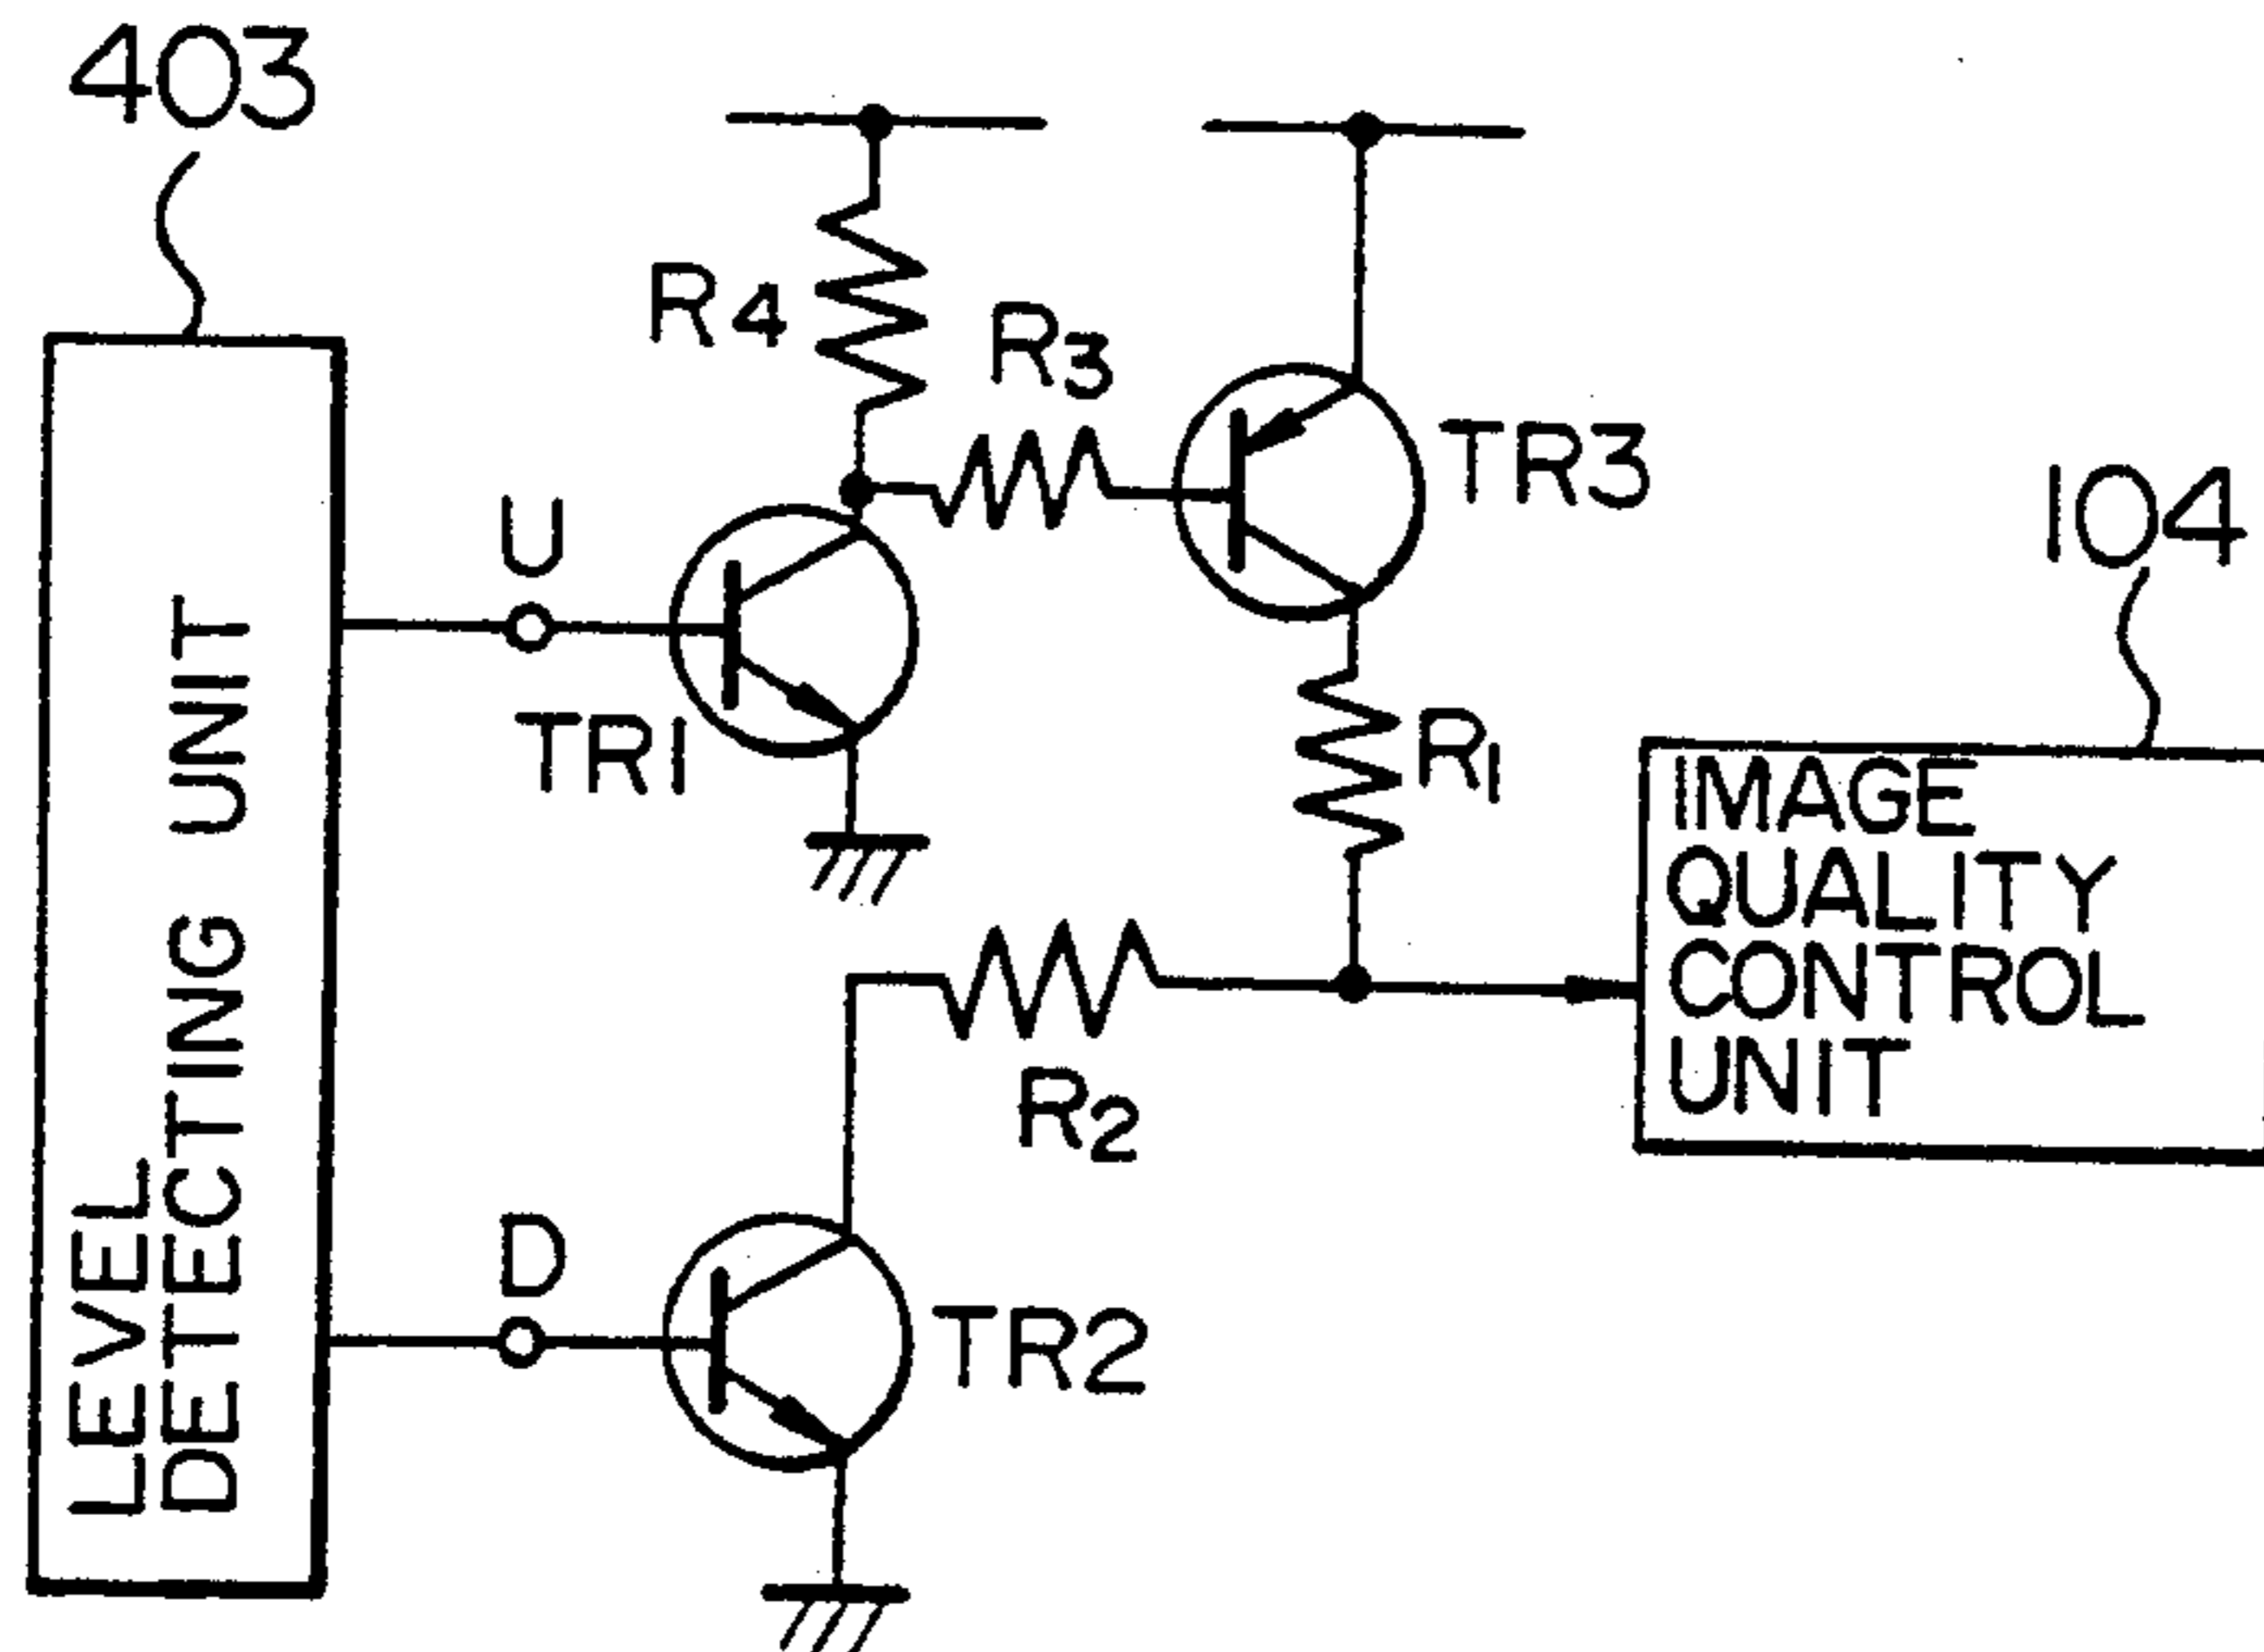 403
R4
R3
TR3
104
U
TR1
R1
LEVEL
DETECTING UNIT
IMAGE
QUALITY
CONTROL
UNIT
R2
D
TR2